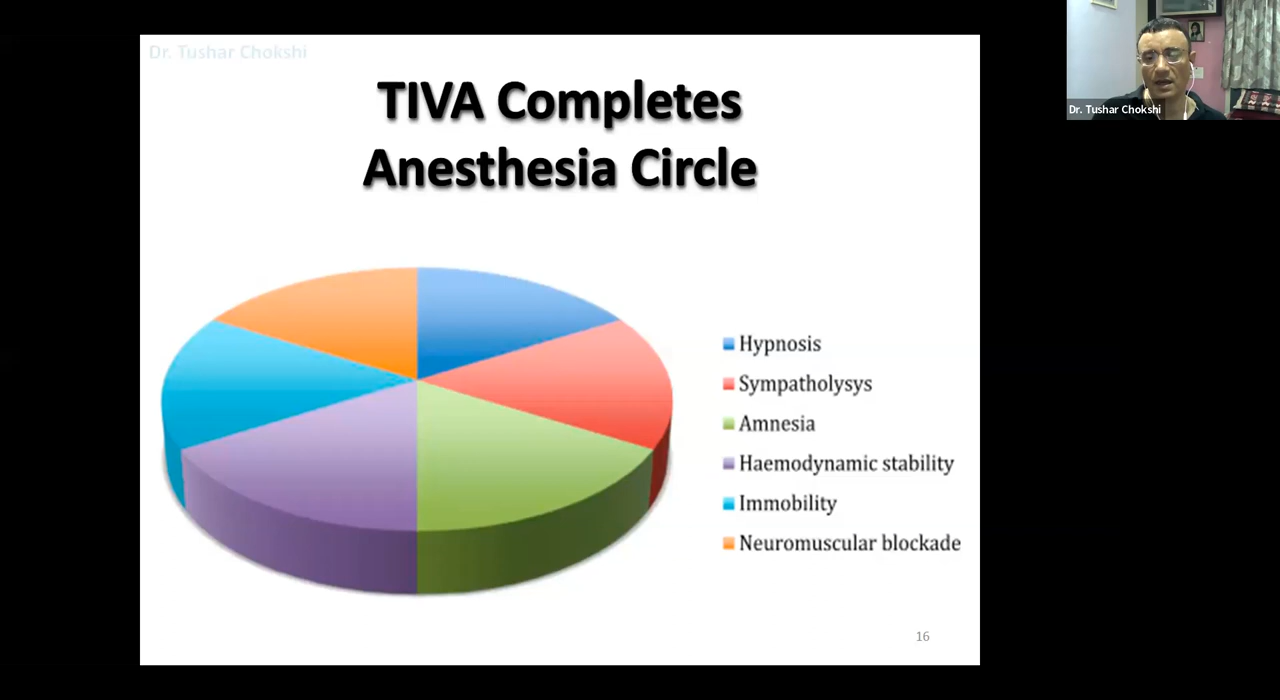 Dr. Tushar Chokshi
TIVA Completes
Anesthesia Circle
Hypnosis
Sympatholysys
Amnesia
Haemodynamic stability
Immobility
Neuromuscular blockade
16
Dr. Tushar Chokshi